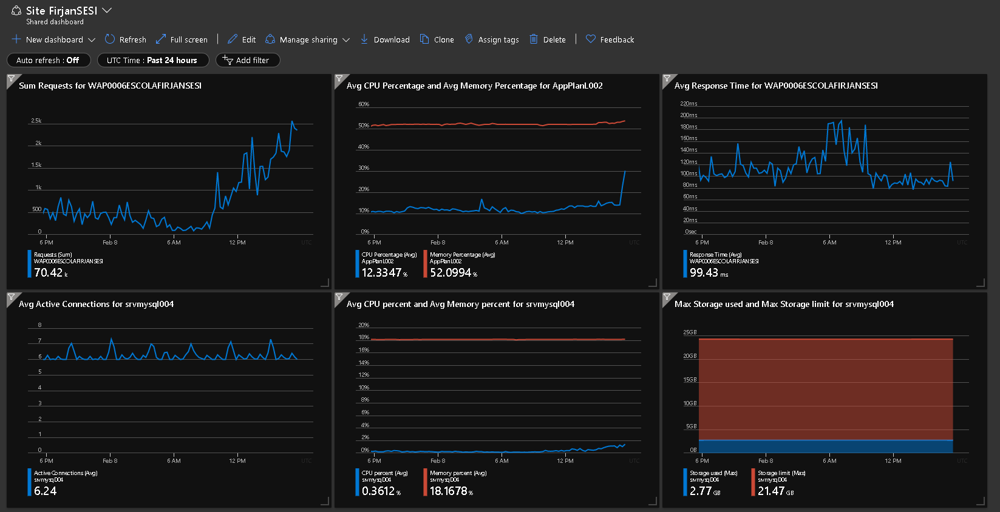 Site FirjanSESI
Shared dashboard
New dashboard Refresh Full screen Edit Manage sharing Download Clone Assign tags Delete Feedback
Auto refresh : Off UTC Time : Past 24 hours Add filter
Sum Requests for WAP0006ESCOLAFIRJANSESI
2.5k
2k
1.5k
1k
500
0
6 PM Feb 8 6 AM 12 PM UTC
Requests (Sum)
WAP0006ESCOLAFIRJANSESI
70.42 k
Avg CPU Percentage and Avg Memory Percentage for AppPlanL002
60%
50%
40%
30%
20%
10%
0%
6 PM Feb 8 6 AM 12 PM UTC
CPU Percentage (Avg)
AppPlanL002
12.3347 %
Memory Percentage (Avg)
AppPlanL002
52.0994 %
Avg Response Time for WAP0006ESCOLAFIRJANSESI
220ms
200ms
180ms
160ms
140ms
120ms
100ms
80ms
60ms
40ms
20ms
0sec
6 PM Feb 8 6 AM 12 PM UTC
Response Time (Avg)
WAP0006ESCOLAFIRJANSESI
99.43 ms
Avg Active Connections for srvmysql004
8
7
6
5
4
3
2
1
0
6 PM Feb 8 6 AM 12 PM UTC
Active Connections (Avg)
srvmysql004
6.24
Avg CPU percent and Avg Memory percent for srvmysql004
20%
18%
16%
14%
12%
10%
8%
6%
4%
2%
0%
6 PM Feb 8 6 AM 12 PM UTC
CPU percent (Avg)
srvmysql004
0.3612 %
Memory percent (Avg)
srvmysql004
18.1678 %
Max Storage used and Max Storage limit for srvmysql004
25GB
20GB
15GB
10GB
5GB
0B
6 PM Feb 8 6 AM 12 PM UTC
Storage used (Max)
srvmysql004
2.77 GB
Storage limit (Max)
srvmysql004
21.47 GB